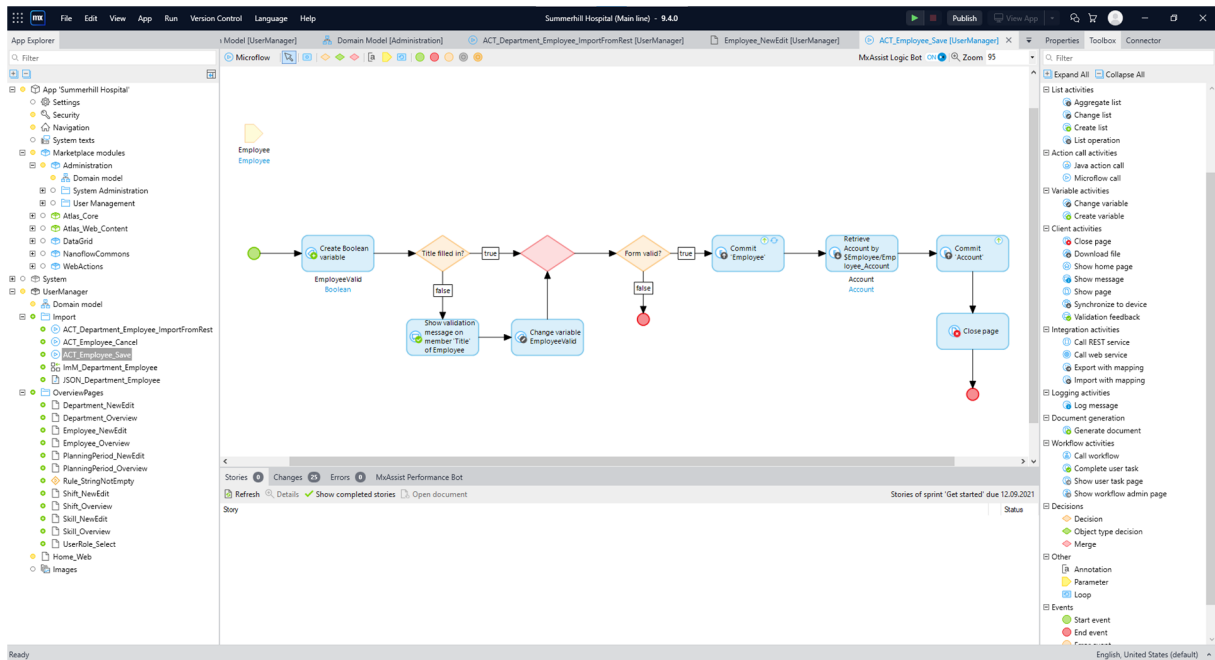 mx File Edit View App Run Version Control Language Help Summerhill Hospital (Main line) - 9.4.0 Publish View App
App Explorer
Model [UserManager] Domain Model [Administration] ACT_Department_Employee_ImportFromRest [UserManager] Employee_NewEdit [UserManager] ACT_Employee_Save [UserManager] Properties Toolbox Connector
Filter
Microflow MxAssist Logic Bot ON Zoom 95
Filter
Expand All Collapse All
App 'Summerhill Hospital'
Settings
Security
Navigation
System texts
Marketplace modules
Administration
Domain model
System Administration
User Management
Atlas_Core
Atlas_Web_Content
DataGrid
NanoflowCommons
WebActions
System
UserManager
Domain model
Import
ACT_Department_Employee_ImportFromRest
ACT_Employee_Cancel
ACT_Employee_Save
ImM_Department_Employee
JSON_Department_Employee
OverviewPages
Department_NewEdit
Department_Overview
Employee_NewEdit
Employee_Overview
PlanningPeriod_NewEdit
PlanningPeriod_Overview
Rule_StringNotEmpty
Shift_NewEdit
Shift_Overview
Skill_NewEdit
Skill_Overview
UserRole_Select
Home_Web
Images
Employee
Employee
Create Boolean
variable
EmployeeValid
Boolean
Title filled in?
true
false
Show validation
message on
member 'Title'
of Employee
Change variable
EmployeeValid
Form valid?
true
false
Commit
'Employee'
Retrieve
Account by
$Employee/Emp
loyee_Account
Account
Account
Commit
'Account'
Close page
Stories 0 Changes 25 Errors 0 MxAssist Performance Bot
Refresh Details Show completed stories Open document Stories of sprint 'Get started' due 12.09.2021
Story Status
List activities
Aggregate list
Change list
Create list
List operation
Action call activities
Java action call
Microflow call
Variable activities
Change variable
Create variable
Client activities
Close page
Download file
Show home page
Show message
Show page
Synchronize to device
Validation feedback
Integration activities
Call REST service
Call web service
Export with mapping
Import with mapping
Logging activities
Log message
Document generation
Generate document
Workflow activities
Call workflow
Complete user task
Show user task page
Show workflow admin page
Decisions
Decision
Object type decision
Merge
Other
Annotation
Parameter
Loop
Events
Start event
End event
Ready English, United States (default)